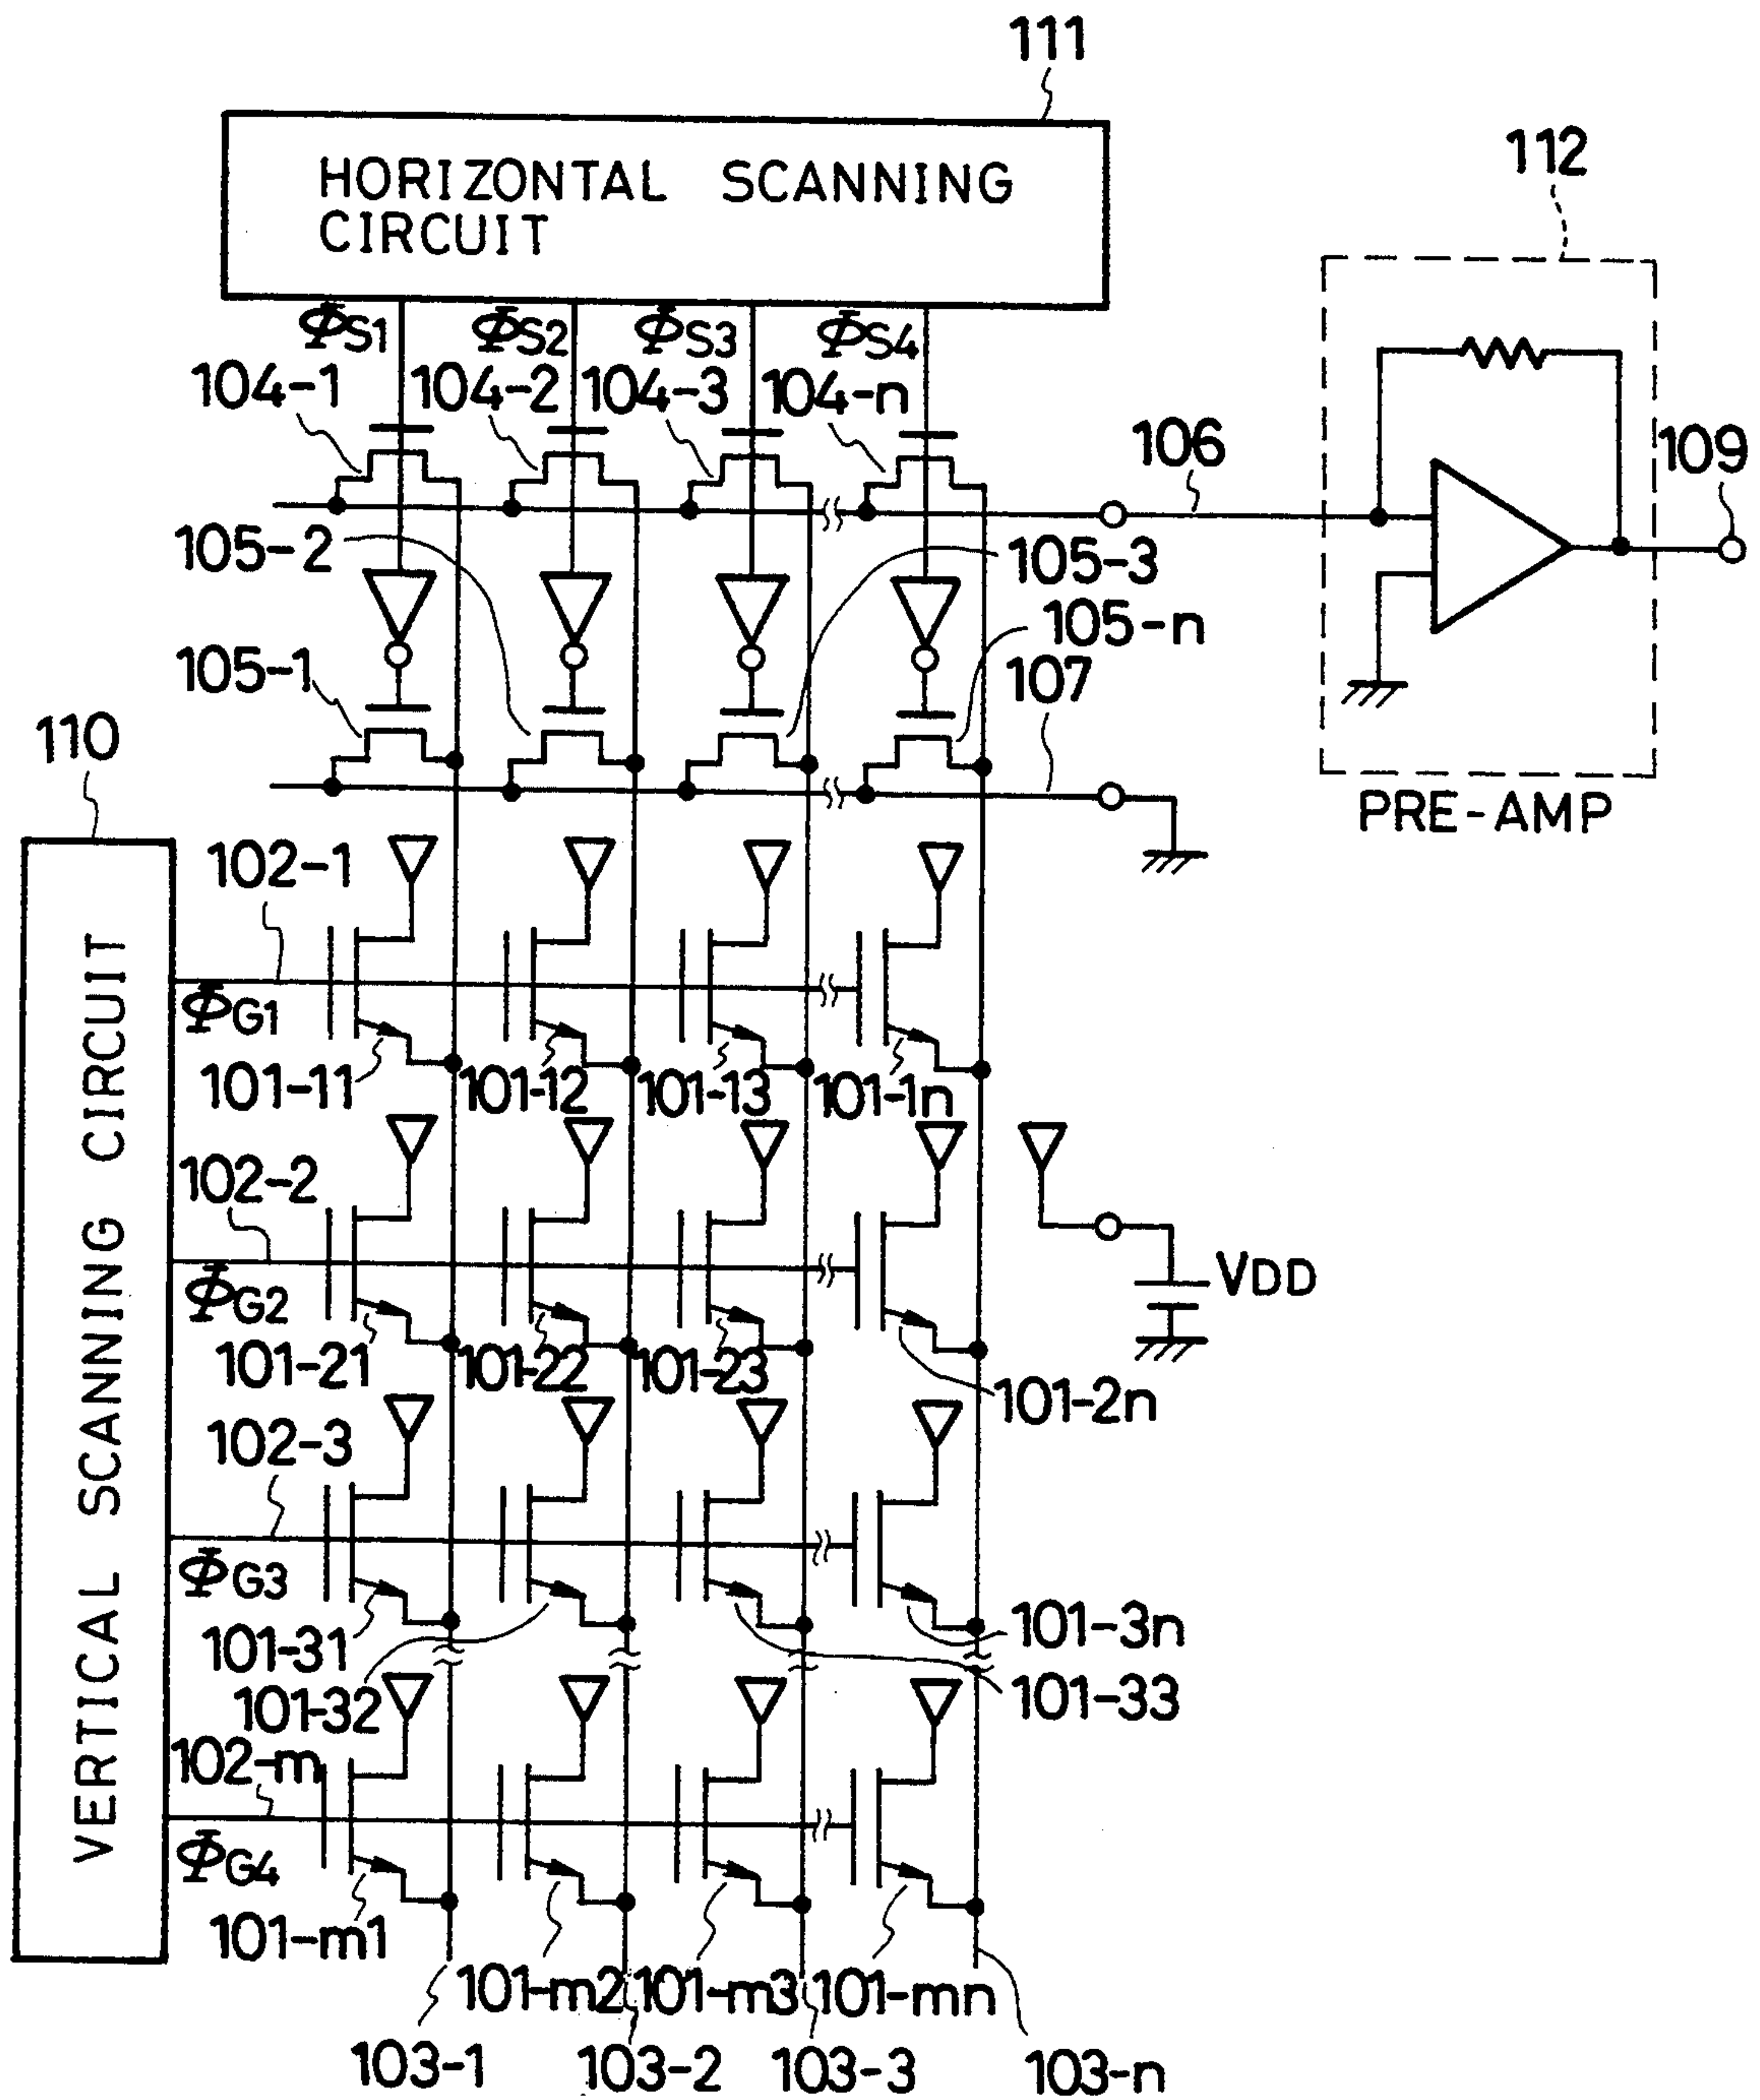 111
HORIZONTAL SCANNING
CIRCUIT
112
ΦS1 ΦS2 ΦS3 ΦS4
104-1 104-2 104-3 104-n
106
109
105-2
105-3
105-n
105-1
107
110
PRE-AMP
102-1
VERTICAL SCANNING CIRCUIT
ΦG1
101-11 101-12 101-13 101-1n
102-2
ΦG2
VDD
101-21 101-22 101-23
101-2n
102-3
ΦG3
101-31
101-3n
101-32
101-33
102-m
ΦG4
101-m1
101-m2 101-m3 101-mn
103-1 103-2 103-3 103-n